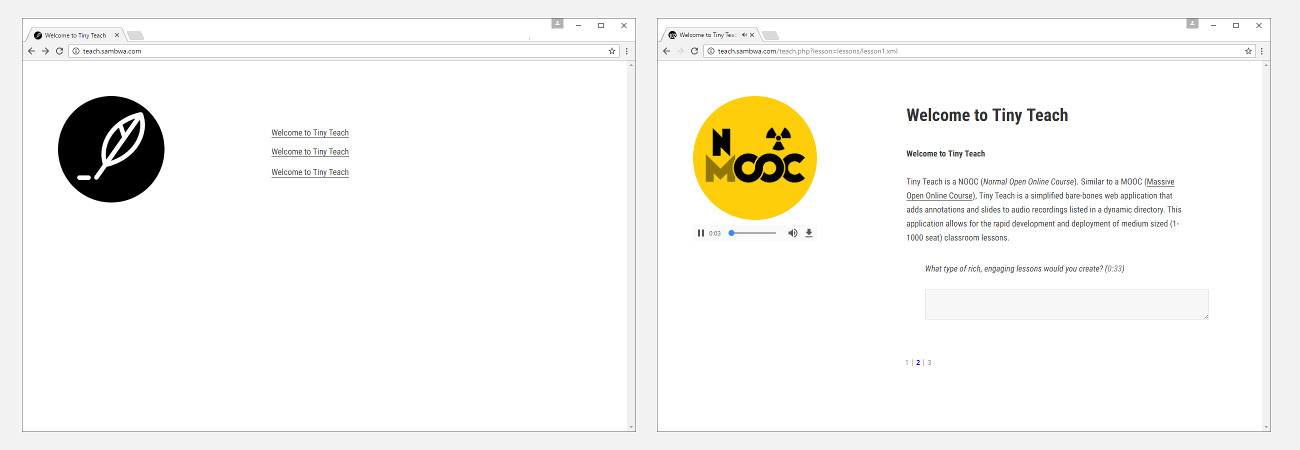 Welcome to Tiny Teach
teach.sambwa.com
Welcome to Tiny Teach
Welcome to Tiny Teach
Welcome to Tiny Teach
Welcome to Tiny Tea
teach.sambwa.com/teach.php?lesson=lessons/lesson1.xml
N
MOOC
0:03
Welcome to Tiny Teach
Welcome to Tiny Teach
Tiny Teach is a NOOC (Normal Open Online Course). Similar to a MOOC (Massive
Open Online Course), Tiny Teach is a simplified bare-bones web application that
adds annotations and slides to audio recordings listed in a dynamic directory. This
application allows for the rapid development and deployment of medium sized (1-
1000 seat) classroom lessons.
What type of rich, engaging lessons would you create? (0:33)
1 | 2 | 3